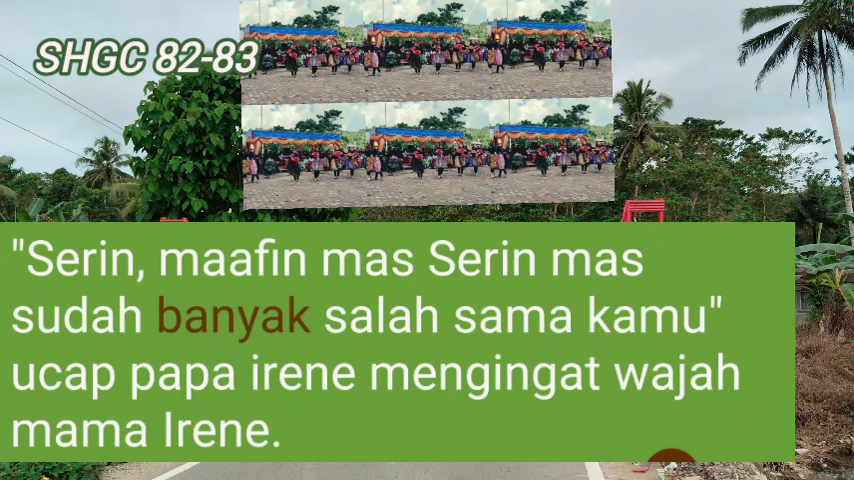 SHGC 82-83
"Serin, maafin mas Serin mas
sudah banyak salah sama kamu"
ucap papa irene mengingat wajah
mama Irene.